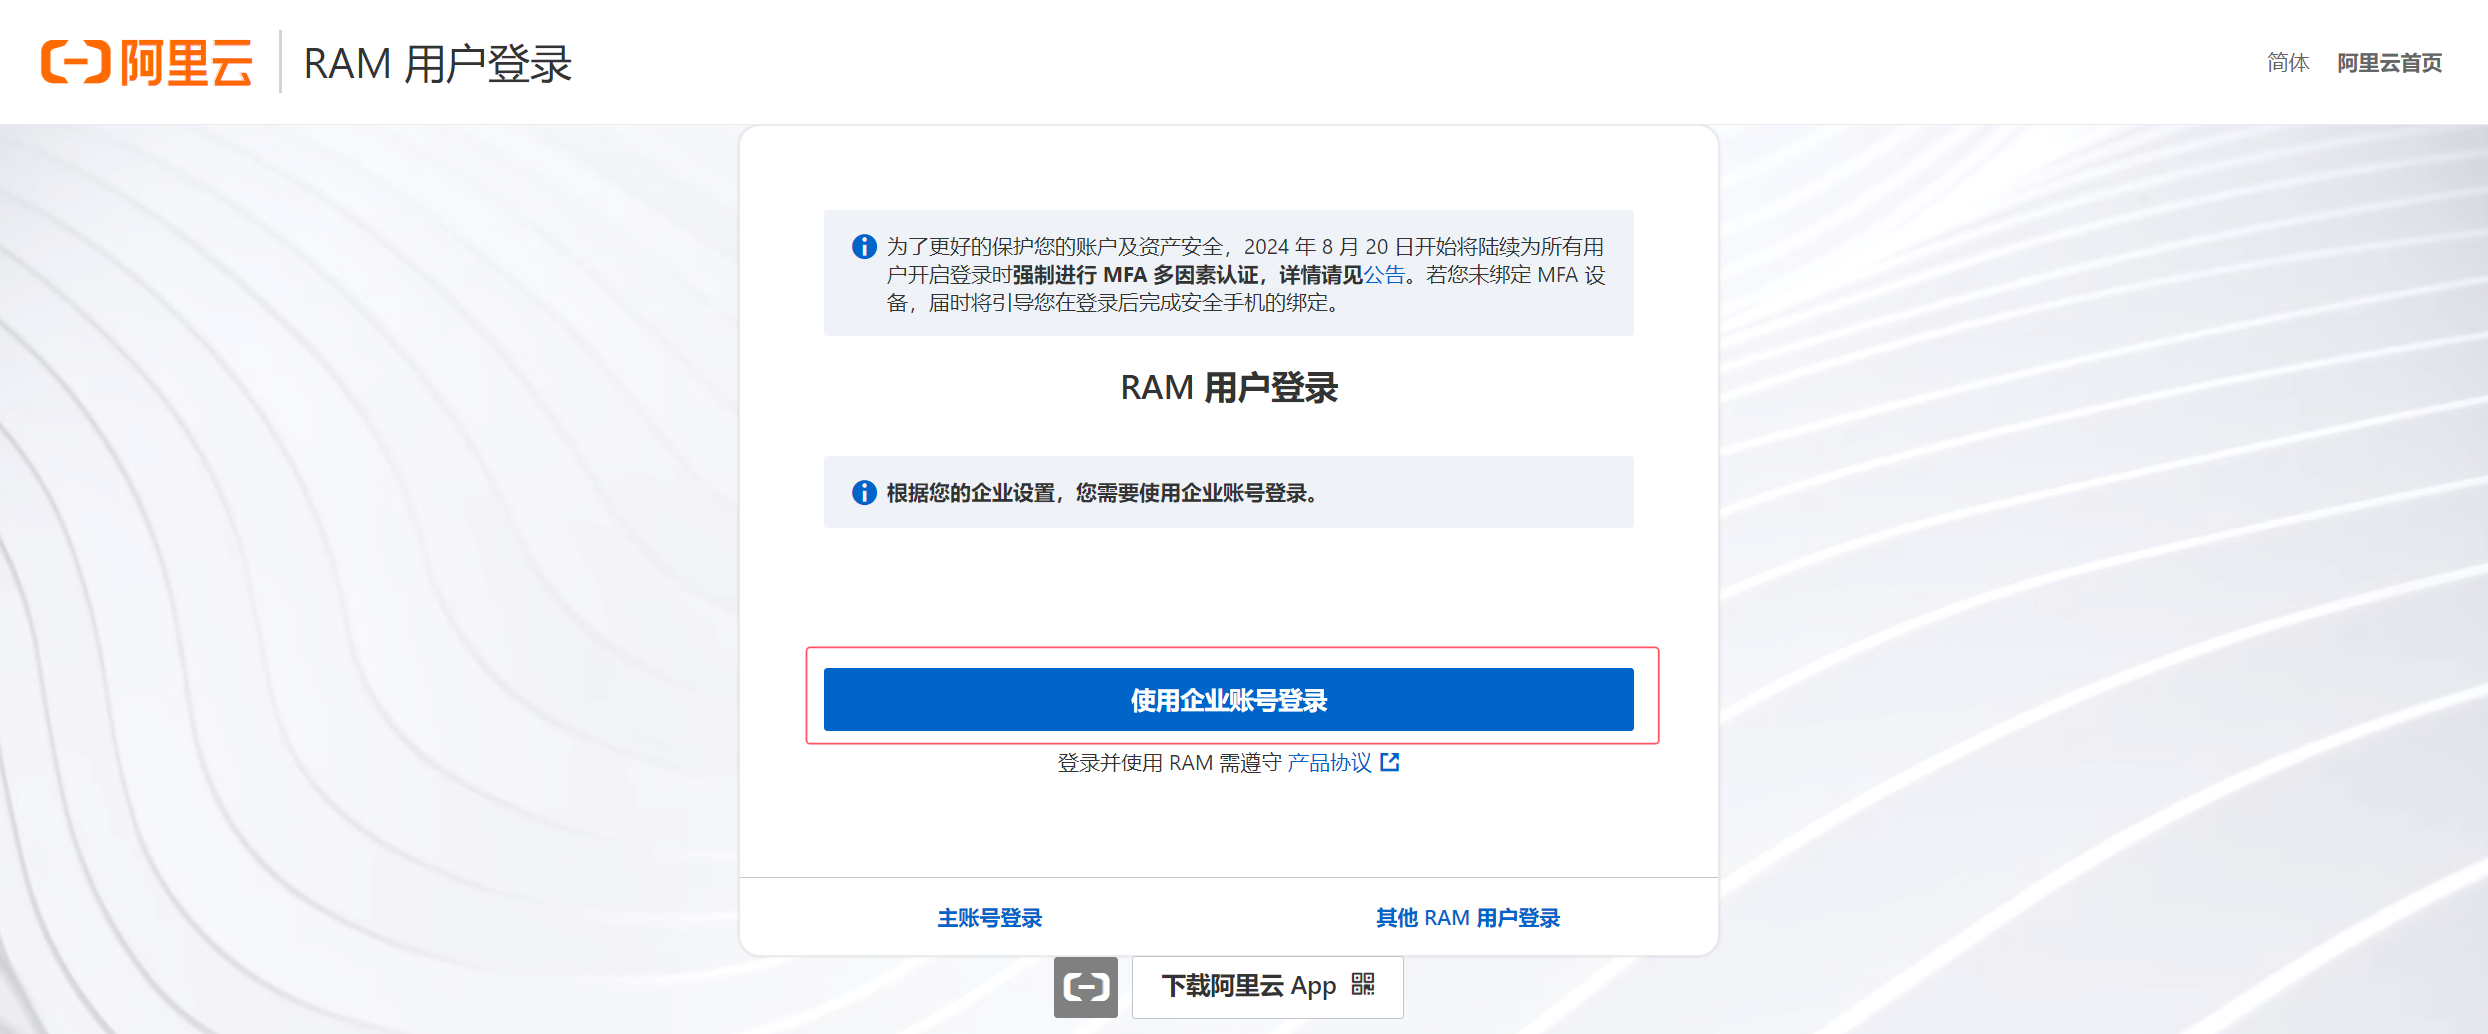 阿里云
RAM 用户登录
简体
阿里云首页
为了更好的保护您的账户及资产安全，2024 年 8 月 20 日开始将陆续为所有用
户开启登录时强制进行 MFA 多因素认证，详情请见公告。若您未绑定 MFA 设
备，届时将引导您在登录后完成安全手机的绑定。
RAM 用户登录
根据您的企业设置，您需要使用企业账号登录。
使用企业账号登录
登录并使用 RAM 需遵守 产品协议
主账号登录
其他 RAM 用户登录
下载阿里云 App